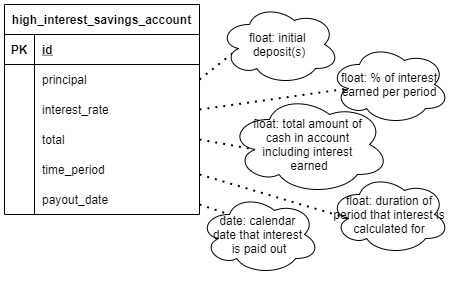 high_interest_savings_account
PK id
principal
interest_rate
total
time_period
payout_date
float: initial
deposit(s)
float: % of interest
earned per period
float: total amount of
cash in account
including interest
earned
float: duration of
period that interest is
calculated for
date: calendar
date that interest
is paid out